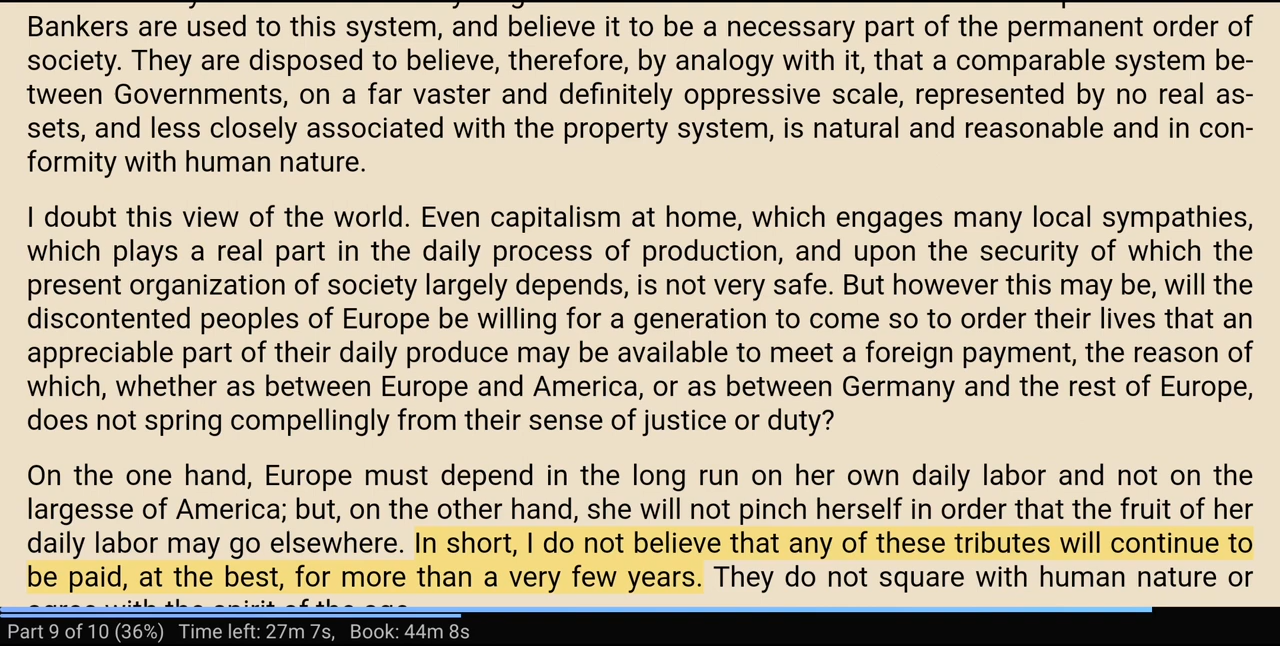 Bankers are used to this system, and believe it to be a necessary part of the permanent order of
society. They are disposed to believe, therefore, by analogy with it, that a comparable system be-
tween Governments, on a far vaster and definitely oppressive scale, represented by no real as-
sets, and less closely associated with the property system, is natural and reasonable and in con-
formity with human nature.
I doubt this view of the world. Even capitalism at home, which engages many local sympathies,
which plays a real part in the daily process of production, and upon the security of which the
present organization of society largely depends, is not very safe. But however this may be, will the
discontented peoples of Europe be willing for a generation to come so to order their lives that an
appreciable part of their daily produce may be available to meet a foreign payment, the reason of
which, whether as between Europe and America, or as between Germany and the rest of Europe,
does not spring compellingly from their sense of justice or duty?
On the one hand, Europe must depend in the long run on her own daily labor and not on the
largesse of America; but, on the other hand, she will not pinch herself in order that the fruit of her
daily labor may go elsewhere. In short, I do not believe that any of these tributes will continue to
be paid, at the best, for more than a very few years. They do not square with human nature or
agree with the spirit of the age.
Part 9 of 10 (36%) Time left: 27m 7s, Book: 44m 8s